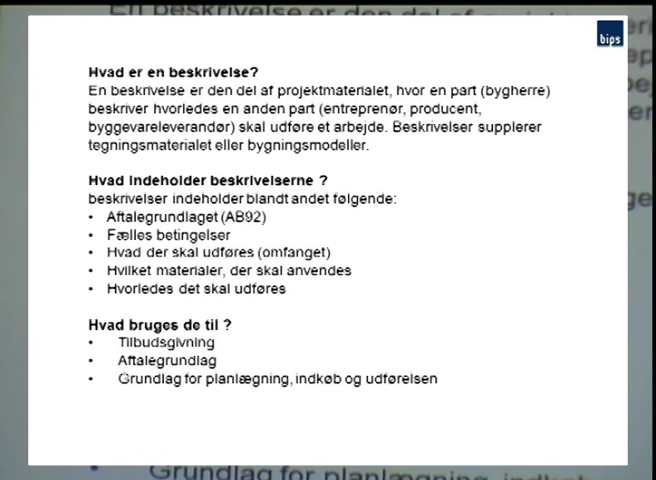 bips
Hvad er en beskrivelse?
En beskrivelse er den del af projektmaterialet, hvor en part (bygherre)
beskriver hvorledes en anden part (entreprenør, producent,
byggevareleverandør) skal udføre et arbejde. Beskrivelser supplerer
tegningsmaterialet eller bygningsmodeller.
Hvad indeholder beskrivelserne ?
beskrivelser indeholder blandt andet følgende:
• Aftalegrundlaget (AB92)
• Fælles betingelser
• Hvad der skal udføres (omfanget)
• Hvilket materialer, der skal anvendes
• Hvorledes det skal udføres
Hvad bruges de til ?
• Tilbudsgivning
• Aftalegrundlag
• Grundlag for planlægning, indkøb og udførelsen